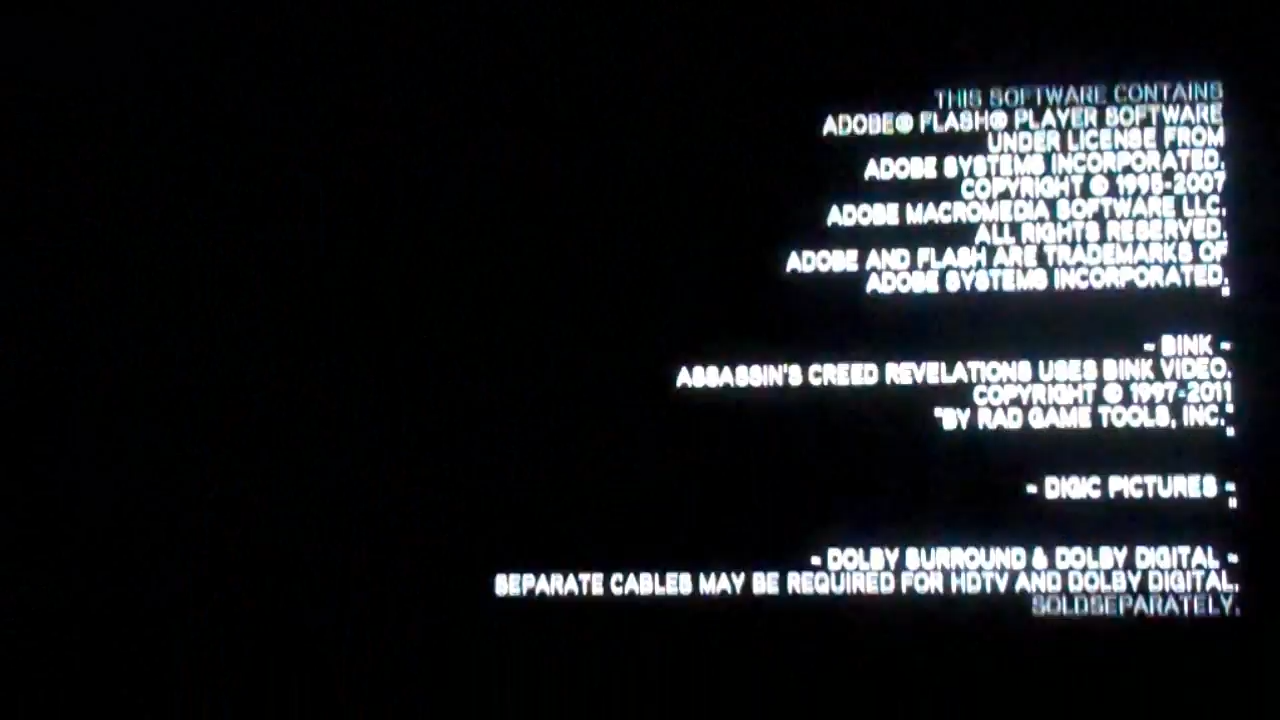 THIS SOFTWARE CONTAINS
ADOBE® FLASH® PLAYER SOFTWARE
UNDER LICENSE FROM
ADOBE SYSTEMS INCORPORATED.
COPYRIGHT © 1995-2007
ADOBE MACROMEDIA SOFTWARE LLC.
ALL RIGHTS RESERVED.
ADOBE AND FLASH ARE TRADEMARKS OF
ADOBE SYSTEMS INCORPORATED.
"
- BINK -
ASSASSIN'S CREED REVELATIONS USES BINK VIDEO.
COPYRIGHT © 1997-2011
"BY RAD GAME TOOLS, INC."
"
- DIGIC PICTURES -
"
- DOLBY SURROUND & DOLBY DIGITAL -
SEPARATE CABLES MAY BE REQUIRED FOR HDTV AND DOLBY DIGITAL.
SOLDSEPARATELY.